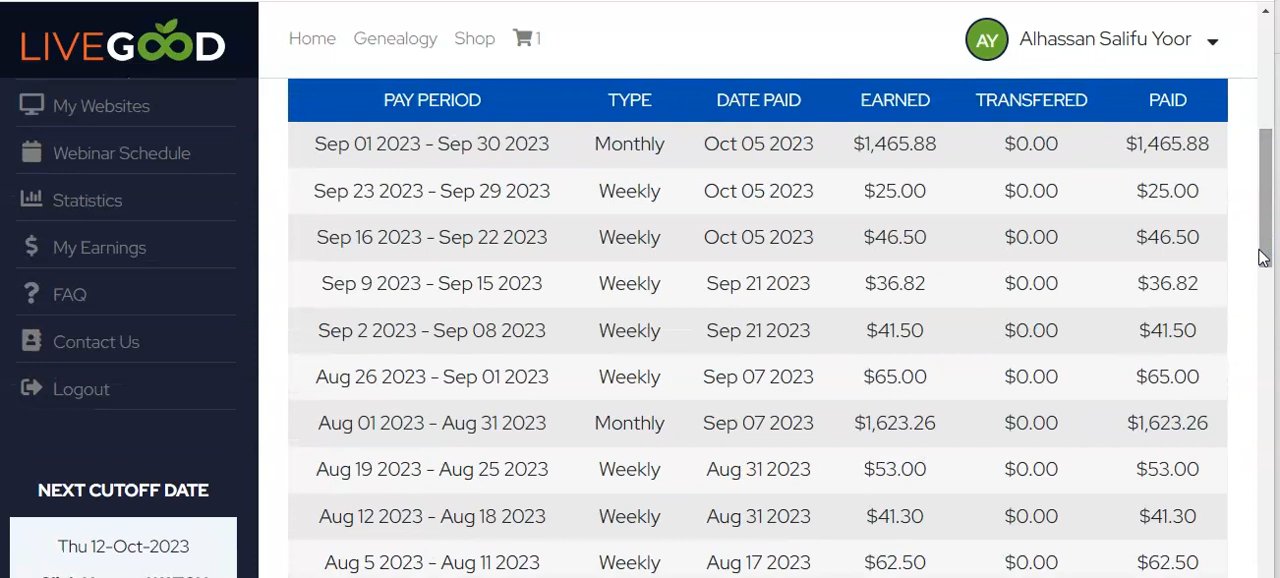 LIVEGOOD
Home Genealogy Shop 1
AY Alhassan Salifu Yoor
My Websites
Webinar Schedule
Statistics
My Earnings
FAQ
Contact Us
Logout
NEXT CUTOFF DATE
Thu 12-Oct-2023
PAY PERIOD TYPE DATE PAID EARNED TRANSFERED PAID
Sep 01 2023 - Sep 30 2023 Monthly Oct 05 2023 $1,465.88 $0.00 $1,465.88
Sep 23 2023 - Sep 29 2023 Weekly Oct 05 2023 $25.00 $0.00 $25.00
Sep 16 2023 - Sep 22 2023 Weekly Oct 05 2023 $46.50 $0.00 $46.50
Sep 9 2023 - Sep 15 2023 Weekly Sep 21 2023 $36.82 $0.00 $36.82
Sep 2 2023 - Sep 08 2023 Weekly Sep 21 2023 $41.50 $0.00 $41.50
Aug 26 2023 - Sep 01 2023 Weekly Sep 07 2023 $65.00 $0.00 $65.00
Aug 01 2023 - Aug 31 2023 Monthly Sep 07 2023 $1,623.26 $0.00 $1,623.26
Aug 19 2023 - Aug 25 2023 Weekly Aug 31 2023 $53.00 $0.00 $53.00
Aug 12 2023 - Aug 18 2023 Weekly Aug 31 2023 $41.30 $0.00 $41.30
Aug 5 2023 - Aug 11 2023 Weekly Aug 17 2023 $62.50 $0.00 $62.50